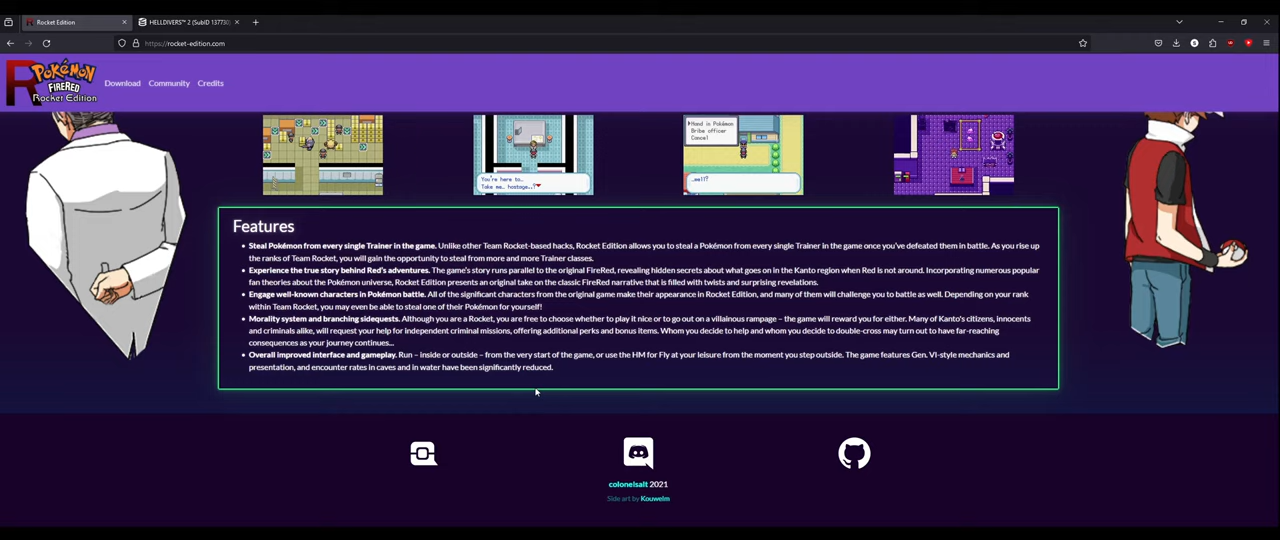 Rocket Edition
HELLDIVERS™ 2 (SubID 137730)
https://rocket-edition.com
POKéMON
FIRERED
Rocket Edition
Download Community Credits
You're here to...
Take me... hostage..?
Hand in Pokémon
Bribe officer
Cancel
...well?
Features
• Steal Pokémon from every single Trainer in the game. Unlike other Team Rocket-based hacks, Rocket Edition allows you to steal a Pokémon from every single Trainer in the game once you've defeated them in battle. As you rise up
the ranks of Team Rocket, you will gain the opportunity to steal from more and more Trainer classes.
• Experience the true story behind Red's adventures. The game's story runs parallel to the original FireRed, revealing hidden secrets about what goes on in the Kanto region when Red is not around. Incorporating numerous popular
fan theories about the Pokémon universe, Rocket Edition presents an original take on the classic FireRed narrative that is filled with twists and surprising revelations.
• Engage well-known characters in Pokémon battle. All of the significant characters from the original game make their appearance in Rocket Edition, and many of them will challenge you to battle as well. Depending on your rank
within Team Rocket, you may even be able to steal one of their Pokémon for yourself!
• Morality system and branching sidequests. Although you are a Rocket, you are free to choose whether to play it nice or to go out on a villainous rampage – the game will reward you for either. Many of Kanto's citizens, innocents
and criminals alike, will request your help for independent criminal missions, offering additional perks and bonus items. Whom you decide to help and whom you decide to double-cross may turn out to have far-reaching
consequences as your journey continues...
• Overall improved interface and gameplay. Run – inside or outside – from the very start of the game, or use the HM for Fly at your leisure from the moment you step outside. The game features Gen. VI-style mechanics and
presentation, and encounter rates in caves and in water have been significantly reduced.
colonelsalt 2021
Side art by Kouwelm